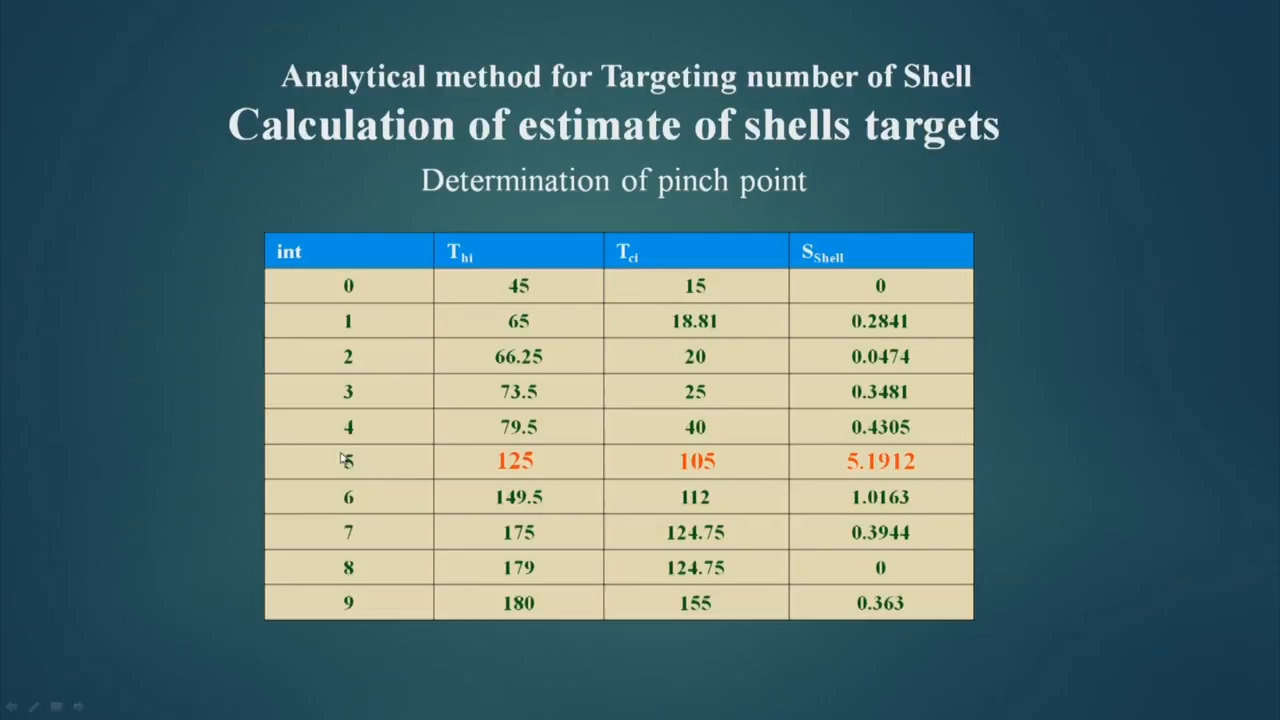 Analytical method for Targeting number of Shell
Calculation of estimate of shells targets
Determination of pinch point
int Thi Tci SShell
0 45 15 0
1 65 18.81 0.2841
2 66.25 20 0.0474
3 73.5 25 0.3481
4 79.5 40 0.4305
5 125 105 5.1912
6 149.5 112 1.0163
7 175 124.75 0.3944
8 179 124.75 0
9 180 155 0.363